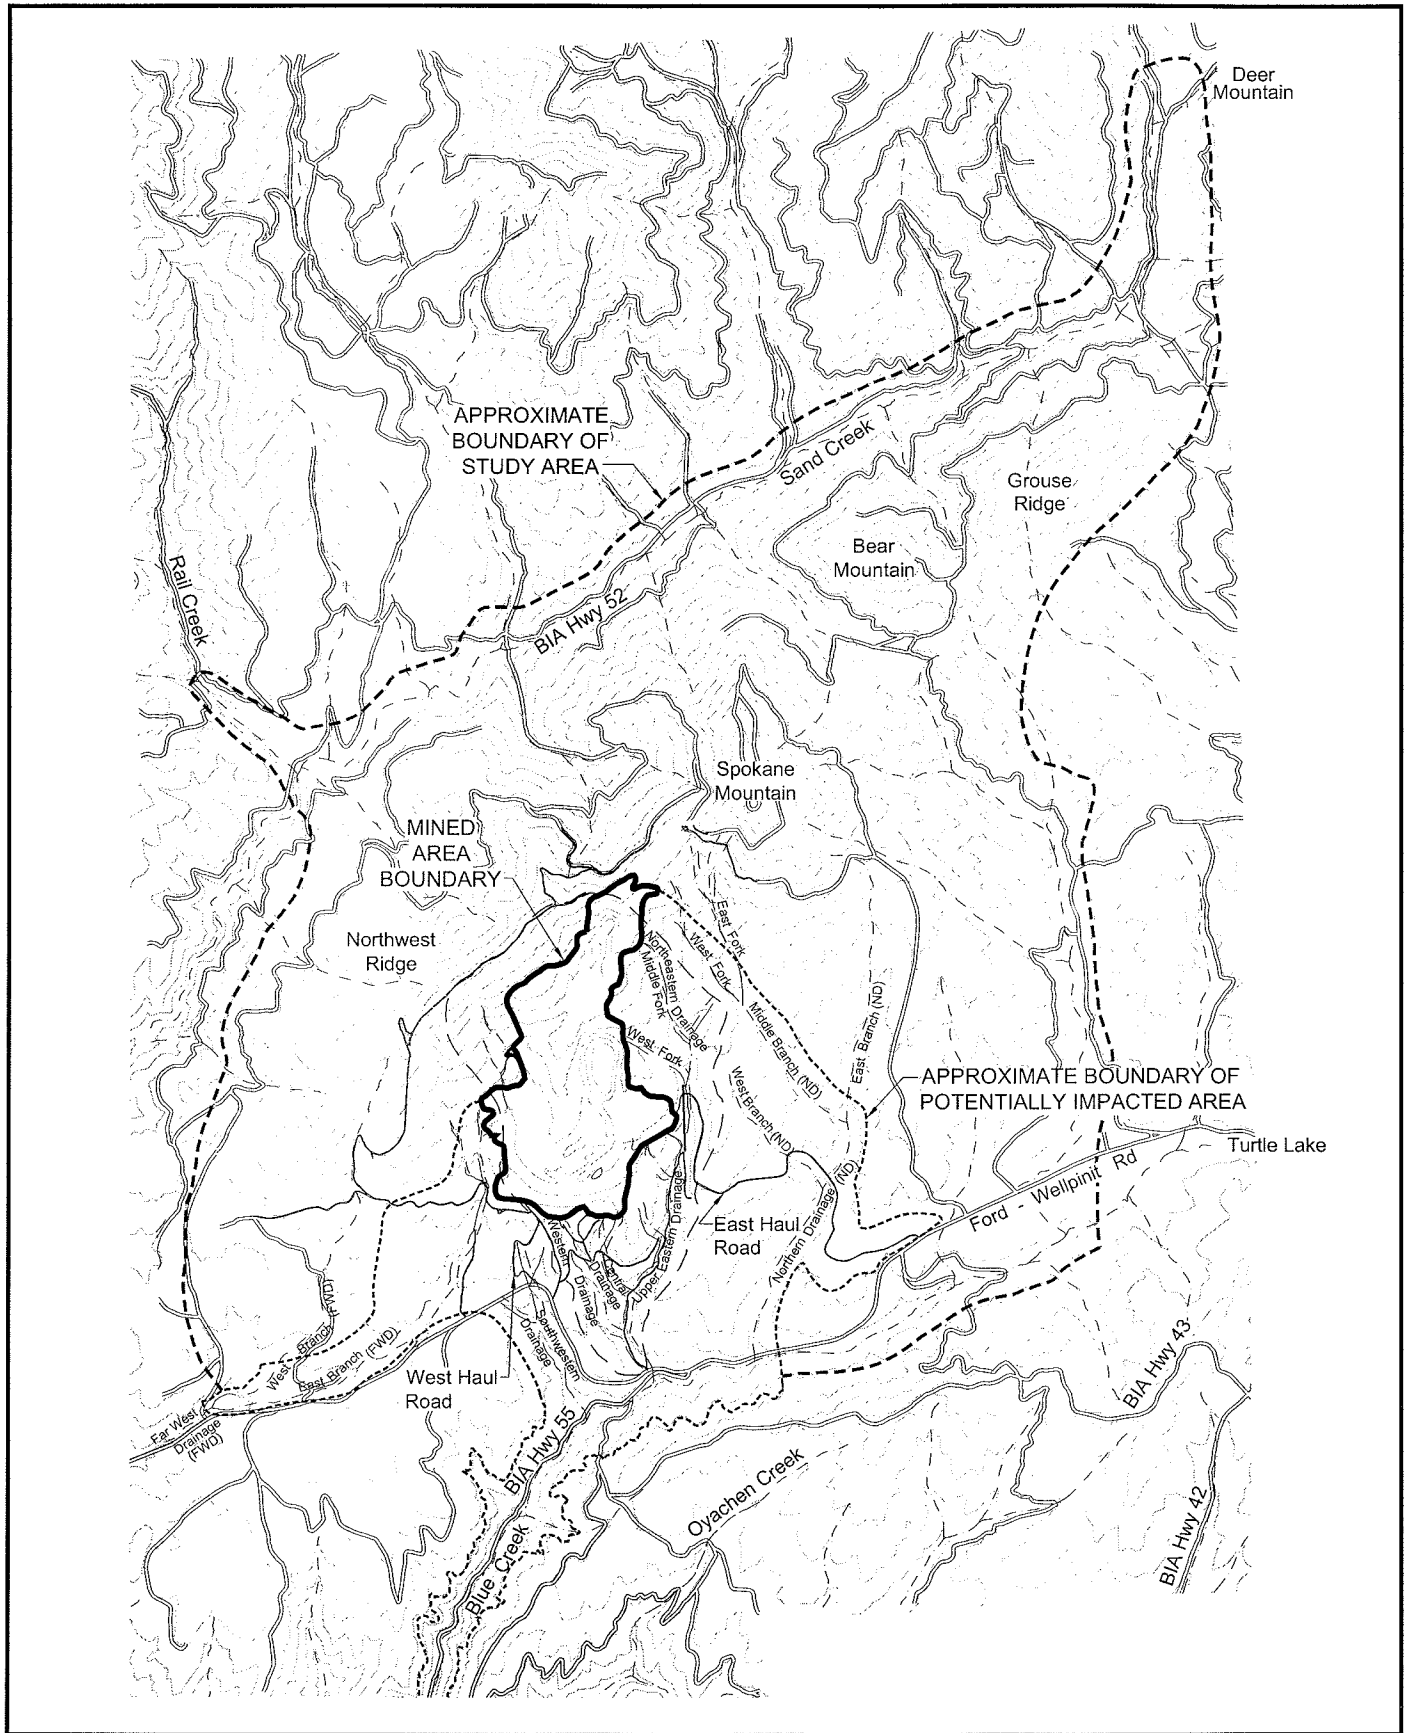 Deer
Mountain
APPROXIMATE
BOUNDARY OF
STUDY AREA
Sand Creek
Grouse
Ridge
Bear
Mountain
Rail Creek
BIA Hwy 52
Spokane
Mountain
MINED
AREA
BOUNDARY
Northwest
Ridge
East Fork
West Fork
Northeastern Drainage
Middle Fork
West Fork
Middle Branch (ND)
East Branch (ND)
West Branch (ND)
APPROXIMATE BOUNDARY OF
POTENTIALLY IMPACTED AREA
Turtle Lake
Ford - Wellpinit Rd
East Haul
Road
Northern Drainage (ND)
Upper Eastern Drainage
Central
Drainage
Western
Drainage
Southwestern
Drainage
West Branch (FWD)
East Branch (FWD)
West Haul
Road
Far West
Drainage
(FWD)
BIA Hwy 55
BIA Hwy 43
BIA Hwy 42
Oyachen Creek
Blue Creek